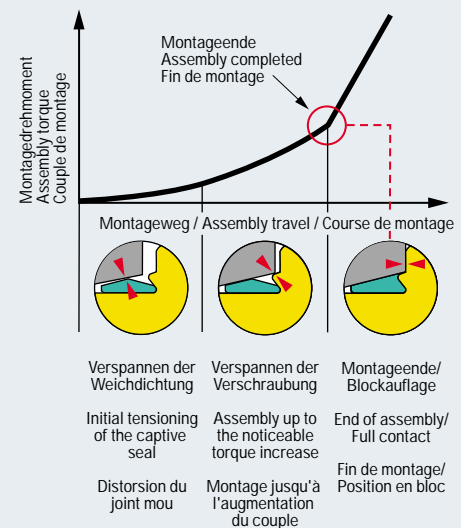 Montageende
Assembly completed
Fin de montage
Montagedrehmoment
Assembly torque
Couple de montage
Montageweg / Assembly travel / Course de montage
Verspannen der
Weichdichtung
Initial tensioning
of the captive
seal
Distorsion du
joint mou
Verspannen der
Verschraubung
Assembly up to
the noticeable
torque increase
Montage jusqu'à
l'augmentation
du couple
Montageende/
Blockauflage
End of assembly/
Full contact
Fin de montage/
Position en bloc